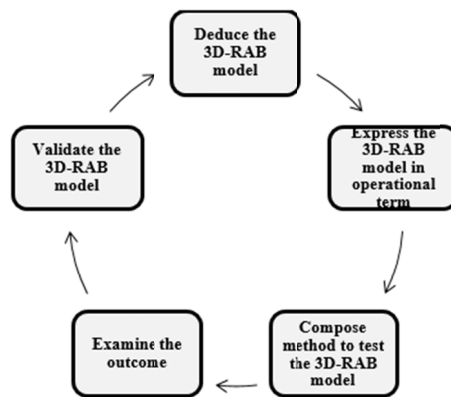 Deduce the
3D-RAB
model
Express the
3D-RAB
model in
operational
term
Compose
method to test
the 3D-RAB
model
Examine the
outcome
Validate the
3D-RAB
model